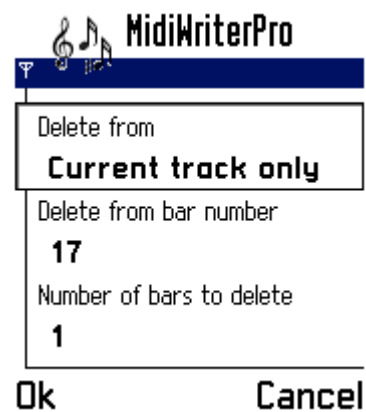 MidiWriterPro
Delete from
Current track only
Delete from bar number
17
Number of bars to delete
1
Ok Cancel